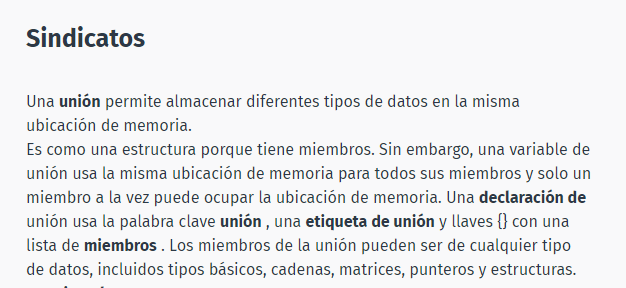 Sindicatos
Una unión permite almacenar diferentes tipos de datos en la misma
ubicación de memoria.
Es como una estructura porque tiene miembros. Sin embargo, una variable de
unión usa la misma ubicación de memoria para todos sus miembros y solo un
miembro a la vez puede ocupar la ubicación de memoria. Una declaración de
unión usa la palabra clave unión , una etiqueta de unión y llaves {} con una
lista de miembros . Los miembros de la unión pueden ser de cualquier tipo
de datos, incluidos tipos básicos, cadenas, matrices, punteros y estructuras.